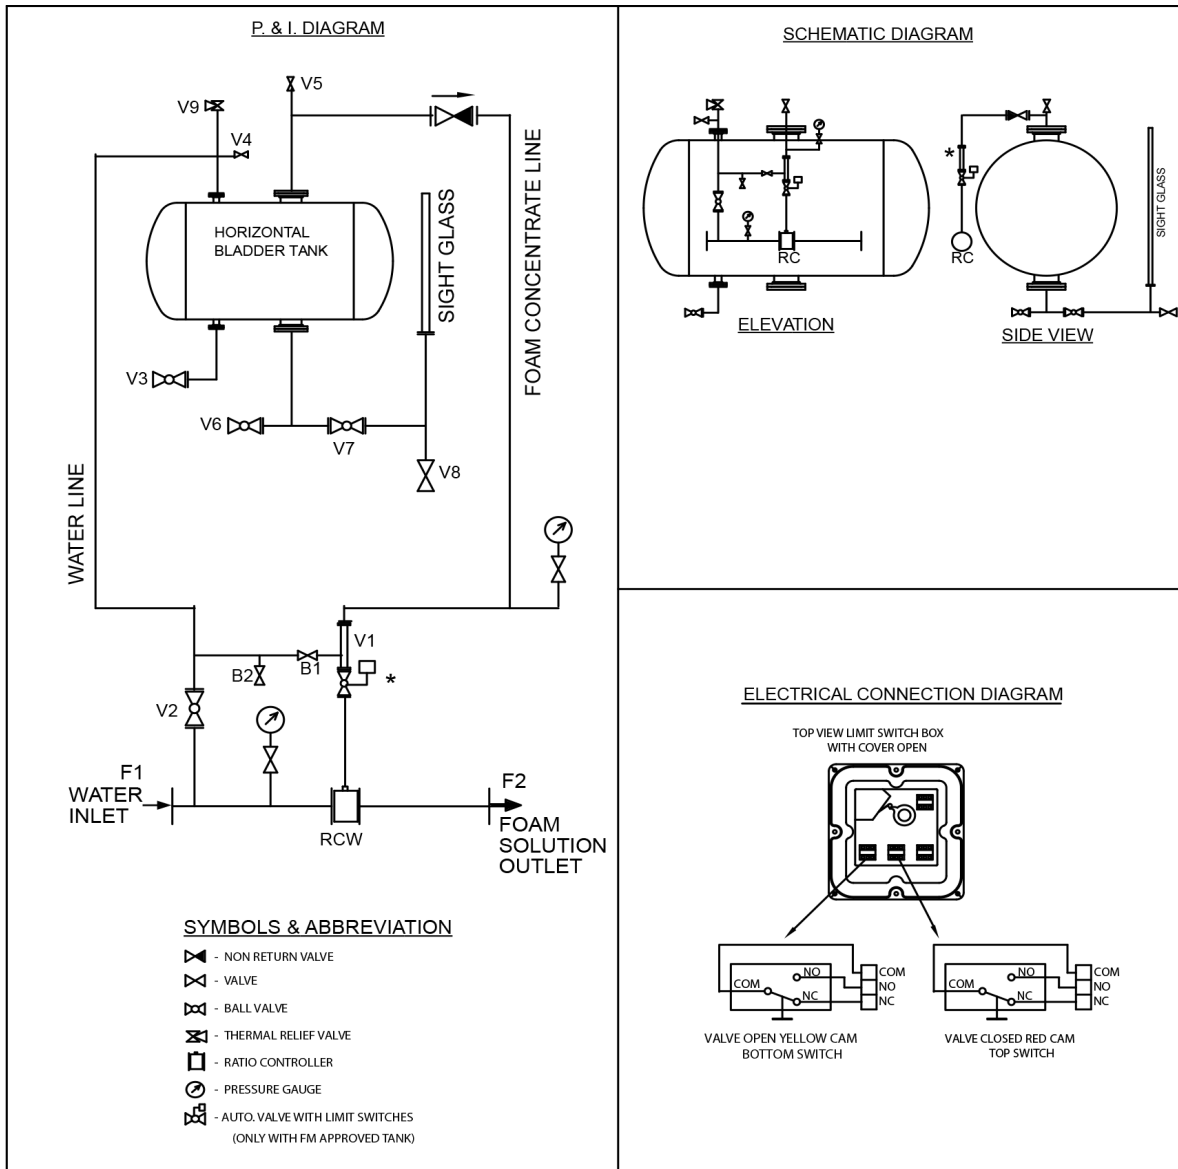 P. & I. DIAGRAM
V5
V9
V4
HORIZONTAL
BLADDER TANK
SIGHT GLASS
FOAM CONCENTRATE LINE
V3
V6
V7
V8
WATER LINE
V1
B2
B1
*
V2
F1
WATER
INLET
RCW
F2
FOAM
SOLUTION
OUTLET
SYMBOLS & ABBREVIATION
- NON RETURN VALVE
- VALVE
- BALL VALVE
- THERMAL RELIEF VALVE
- RATIO CONTROLLER
- PRESSURE GAUGE
- AUTO. VALVE WITH LIMIT SWITCHES
(ONLY WITH FM APPROVED TANK)
SCHEMATIC DIAGRAM
RC
ELEVATION
*
RC
SIGHT GLASS
SIDE VIEW
ELECTRICAL CONNECTION DIAGRAM
TOP VIEW LIMIT SWITCH BOX
WITH COVER OPEN
COM
NO
NC
COM
NO
NC
VALVE OPEN YELLOW CAM
BOTTOM SWITCH
COM
NO
NC
COM
NO
NC
VALVE CLOSED RED CAM
TOP SWITCH